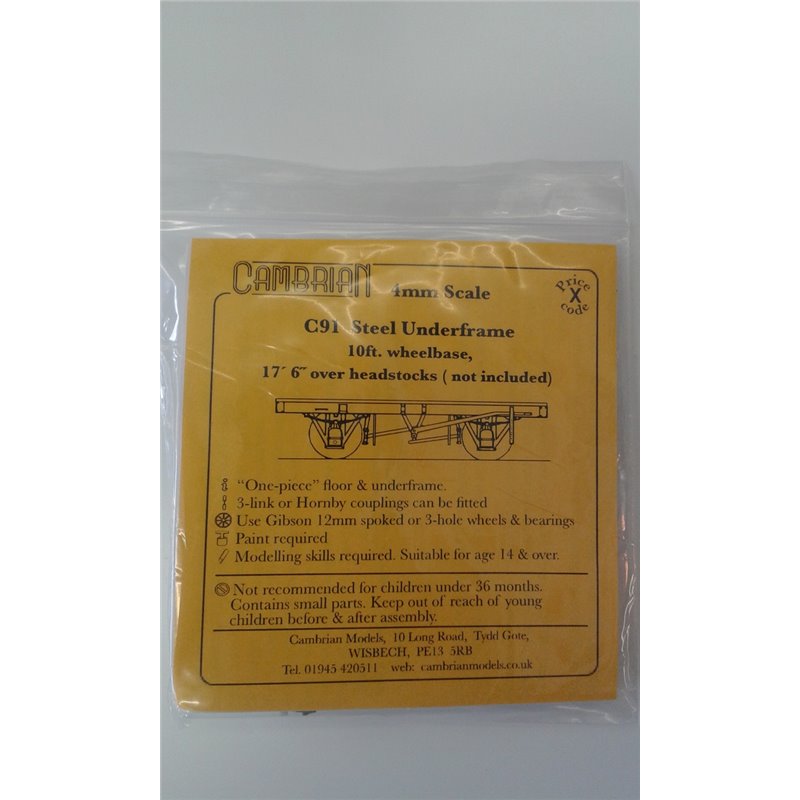 CAMBRIAN
4mm Scale
Price
X
code
C91 Steel Underframe
10ft. wheelbase,
17´ 6˝ over headstocks ( not included)
“One-piece” floor & underframe.
3-link or Hornby couplings can be fitted
Use Gibson 12mm spoked or 3-hole wheels & bearings
Paint required
Modelling skills required. Suitable for age 14 & over.
Not recommended for children under 36 months.
Contains small parts. Keep out of reach of young
children before & after assembly.
Cambrian Models, 10 Long Road, Tydd Gote,
WISBECH, PE13 5RB
Tel. 01945 420511 web: cambrianmodels.co.uk